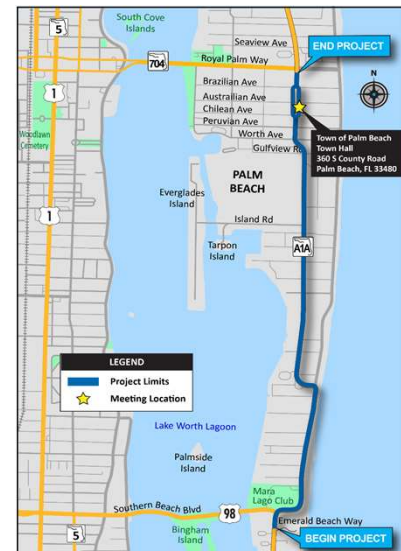 South Cove
Islands
5
Seaview Ave
END PROJECT
704
Royal Palm Way
N
1
Brazilian Ave
Australian Ave
Chilean Ave
Peruvian Ave
Worth Ave
Gulfview Rd
Town of Palm Beach
Town Hall
360 S County Road
Palm Beach, FL 33480
Woodlawn
Cemetery
PALM
BEACH
Everglades
Island
1
Island Rd
Tarpon
Island
A1A
LEGEND
Project Limits
Meeting Location
Lake Worth Lagoon
Palmside
Island
Mara
Lago Club
Southern Beach Blvd
98
Emerald Beach Way
5
Bingham
Island
BEGIN PROJECT